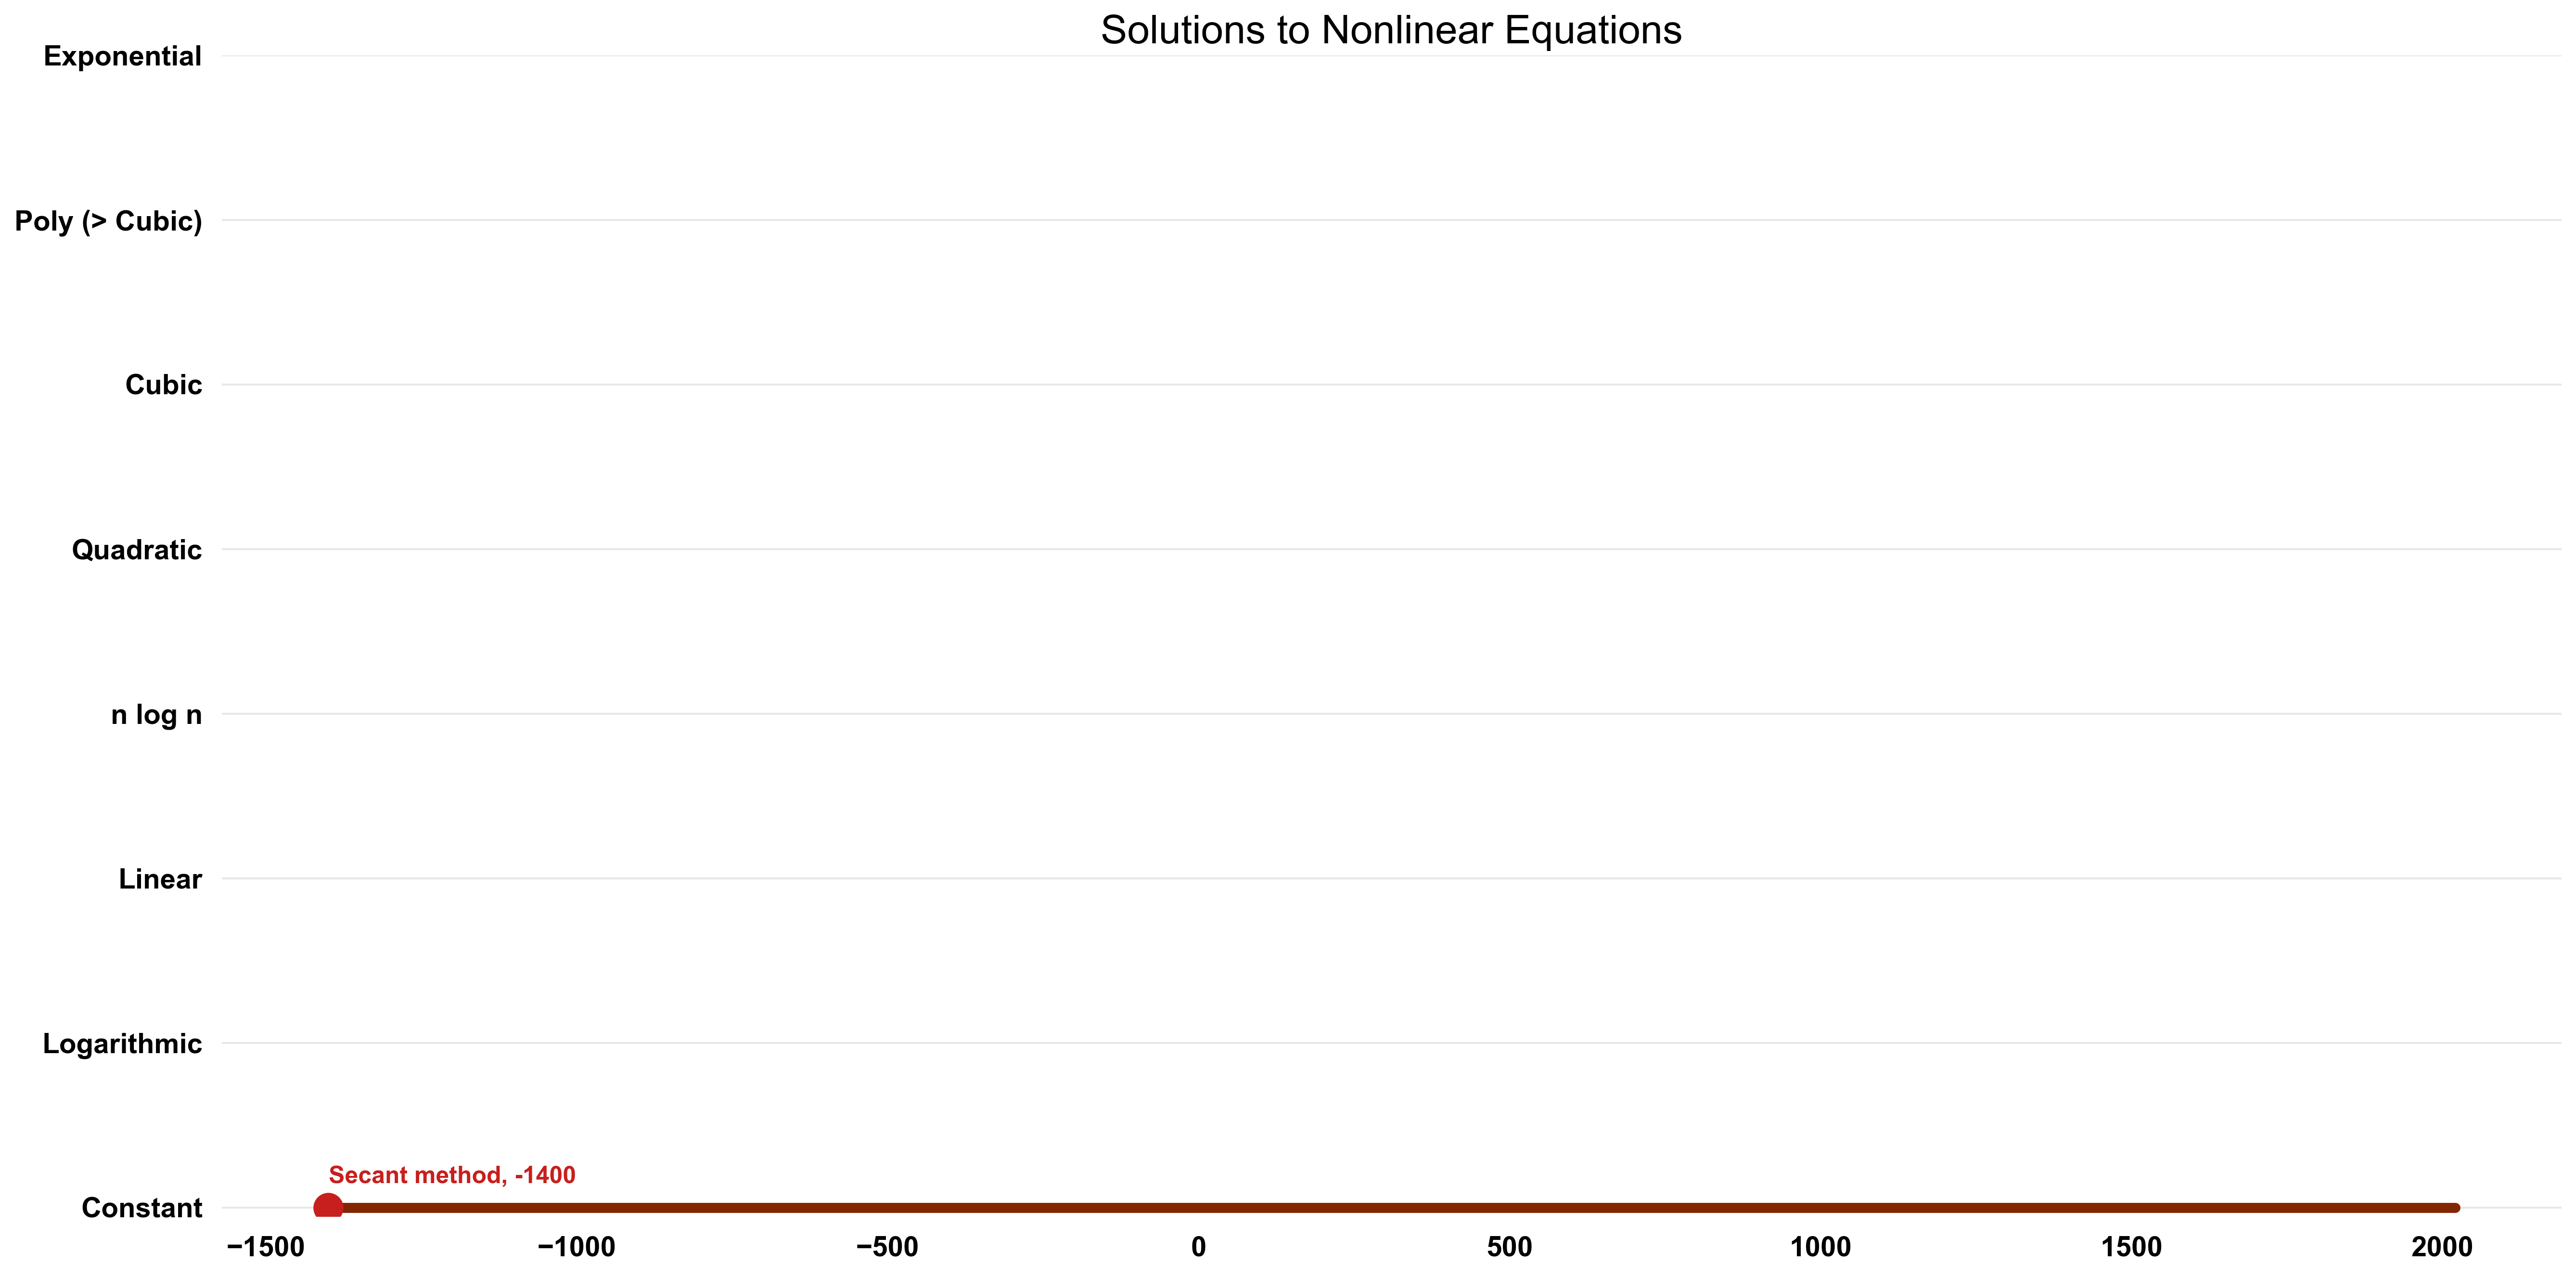 Solutions to Nonlinear Equations
Exponential
Poly (> Cubic)
Cubic
Quadratic
n log n
Linear
Logarithmic
Secant method, -1400
Constant
−1500 −1000 −500 0 500 1000 1500 2000